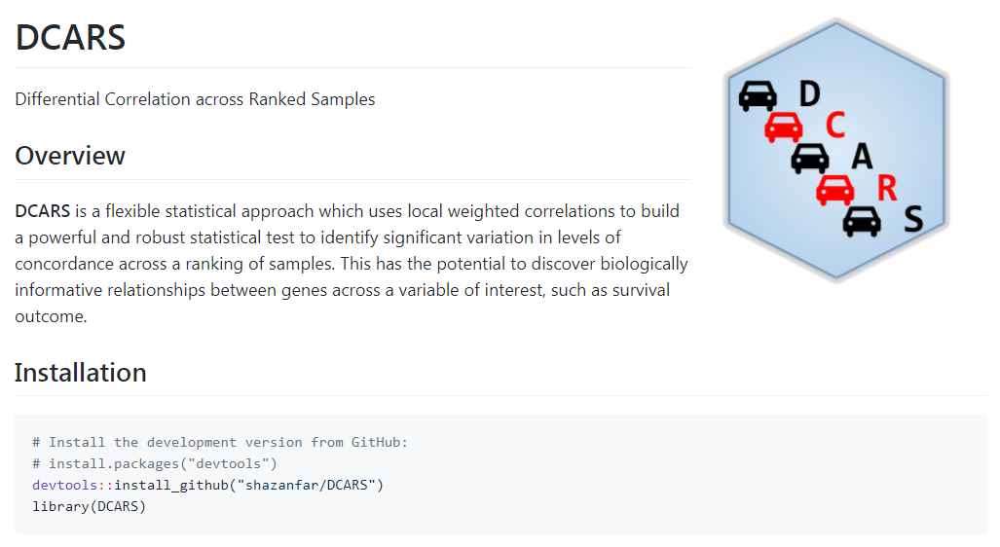 DCARS
Differential Correlation across Ranked Samples
Overview
DCARS is a flexible statistical approach which uses local weighted correlations to build
a powerful and robust statistical test to identify significant variation in levels of
concordance across a ranking of samples. This has the potential to discover biologically
informative relationships between genes across a variable of interest, such as survival
outcome.
D
C
A
R
S
Installation
# Install the development version from GitHub:
# install.packages("devtools")
devtools::install_github("shazanfar/DCARS")
library(DCARS)